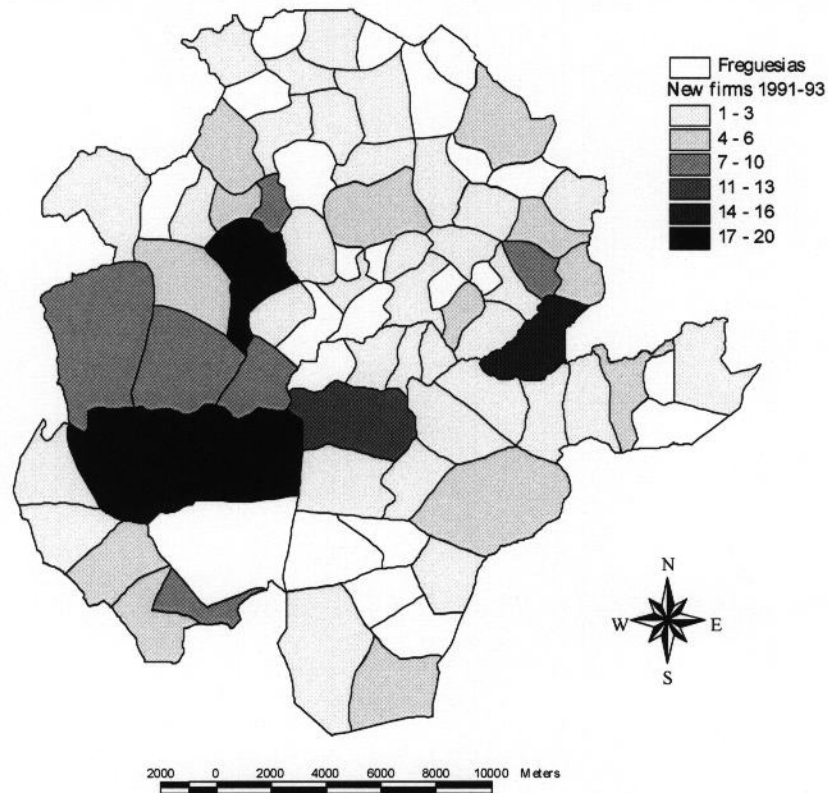 Freguesias
New firms 1991-93
1 - 3
4 - 6
7 - 10
11 - 13
14 - 16
17 - 20
N
W E
S
2000 0 2000 4000 6000 8000 10000 Meters